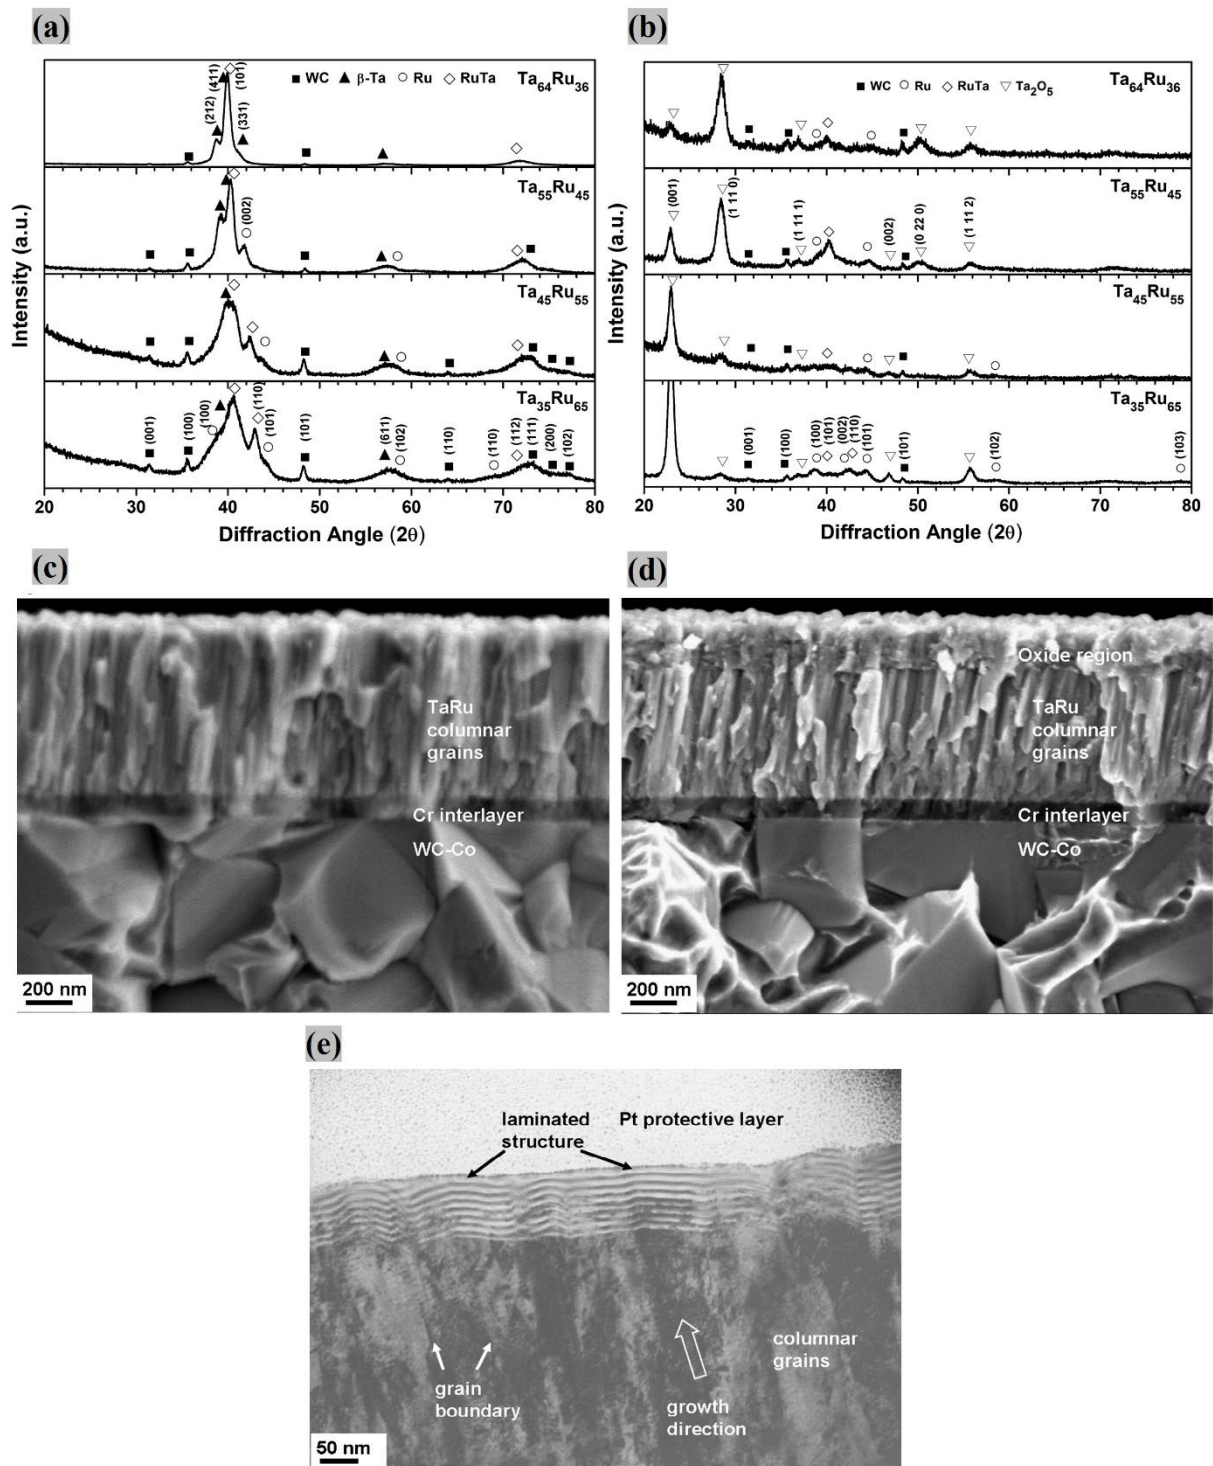 (a)
■ WC ▲ β-Ta ○ Ru ◇ RuTa
Ta64Ru36
(212)
(411)
(101)
(331)
Ta55Ru45
(002)
Ta45Ru55
Ta35Ru65
(001)
(100)
(100)
(110)
(101)
(101)
(611)
(102)
(110)
(110)
(112)
(111)
(200)
(102)
20 30 40 50 60 70 80
Intensity (a.u.)
Diffraction Angle (2θ)
(b)
■ WC ○ Ru ◇ RuTa ▽ Ta2O5
Ta64Ru36
Ta55Ru45
(001)
(1 11 0)
(1 11 1)
(002)
(0 22 0)
(1 11 2)
Ta45Ru55
Ta35Ru65
(001)
(100)
(100)
(101)
(002)
(110)
(101)
(101)
(102)
(103)
20 30 40 50 60 70 80
Intensity (a.u.)
Diffraction Angle (2θ)
(c)
TaRu
columnar
grains
Cr interlayer
WC-Co
200 nm
(d)
Oxide region
TaRu
columnar
grains
Cr interlayer
WC-Co
200 nm
(e)
laminated
structure
Pt protective layer
grain
boundary
growth
direction
columnar
grains
50 nm